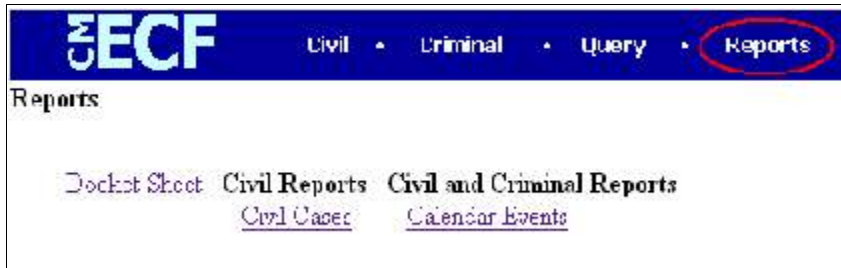 CM ECF Civil • Criminal • Query • Reports
Reports
Docket Sheet Civil Reports Civil and Criminal Reports
Civil Cases Calendar Events